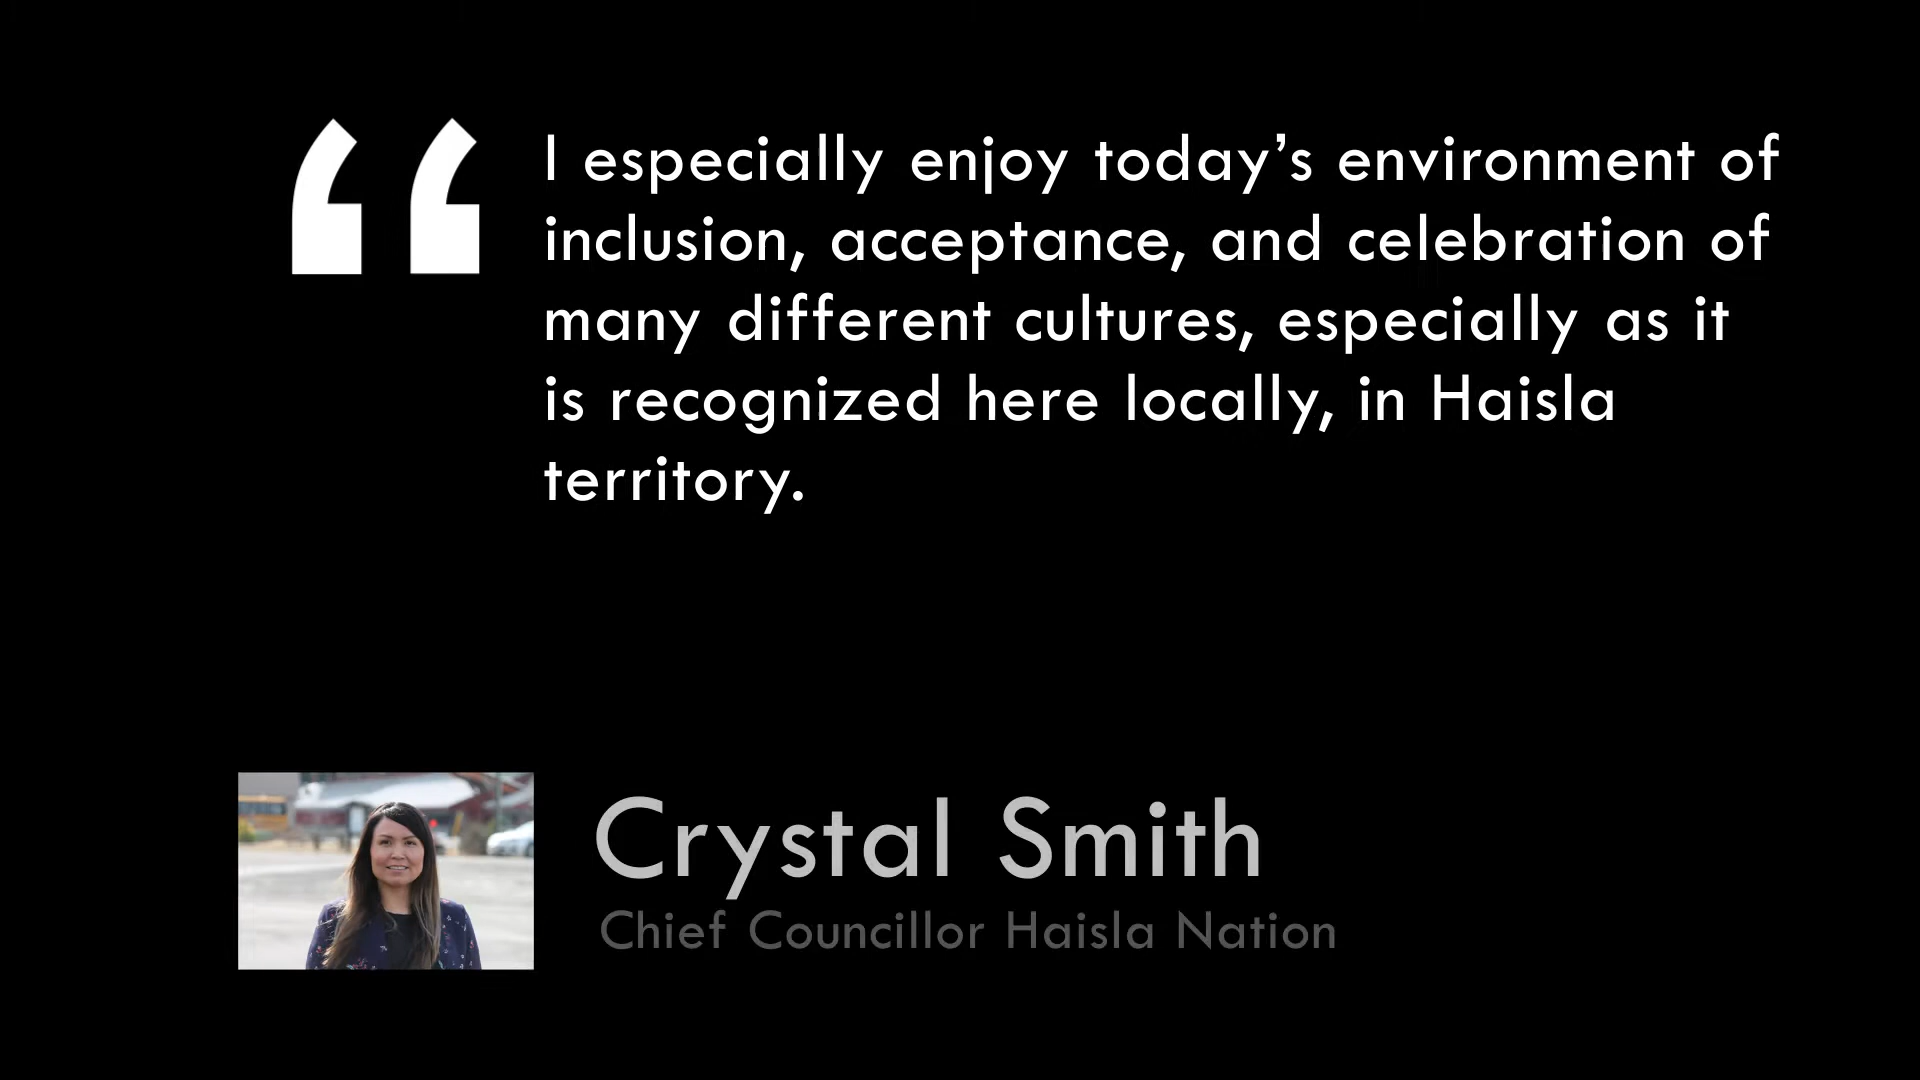 “
I especially enjoy today’s environment of
inclusion, acceptance, and celebration of
many different cultures, especially as it
is recognized here locally, in Haisla
territory.
Crystal Smith
Chief Councillor Haisla Nation